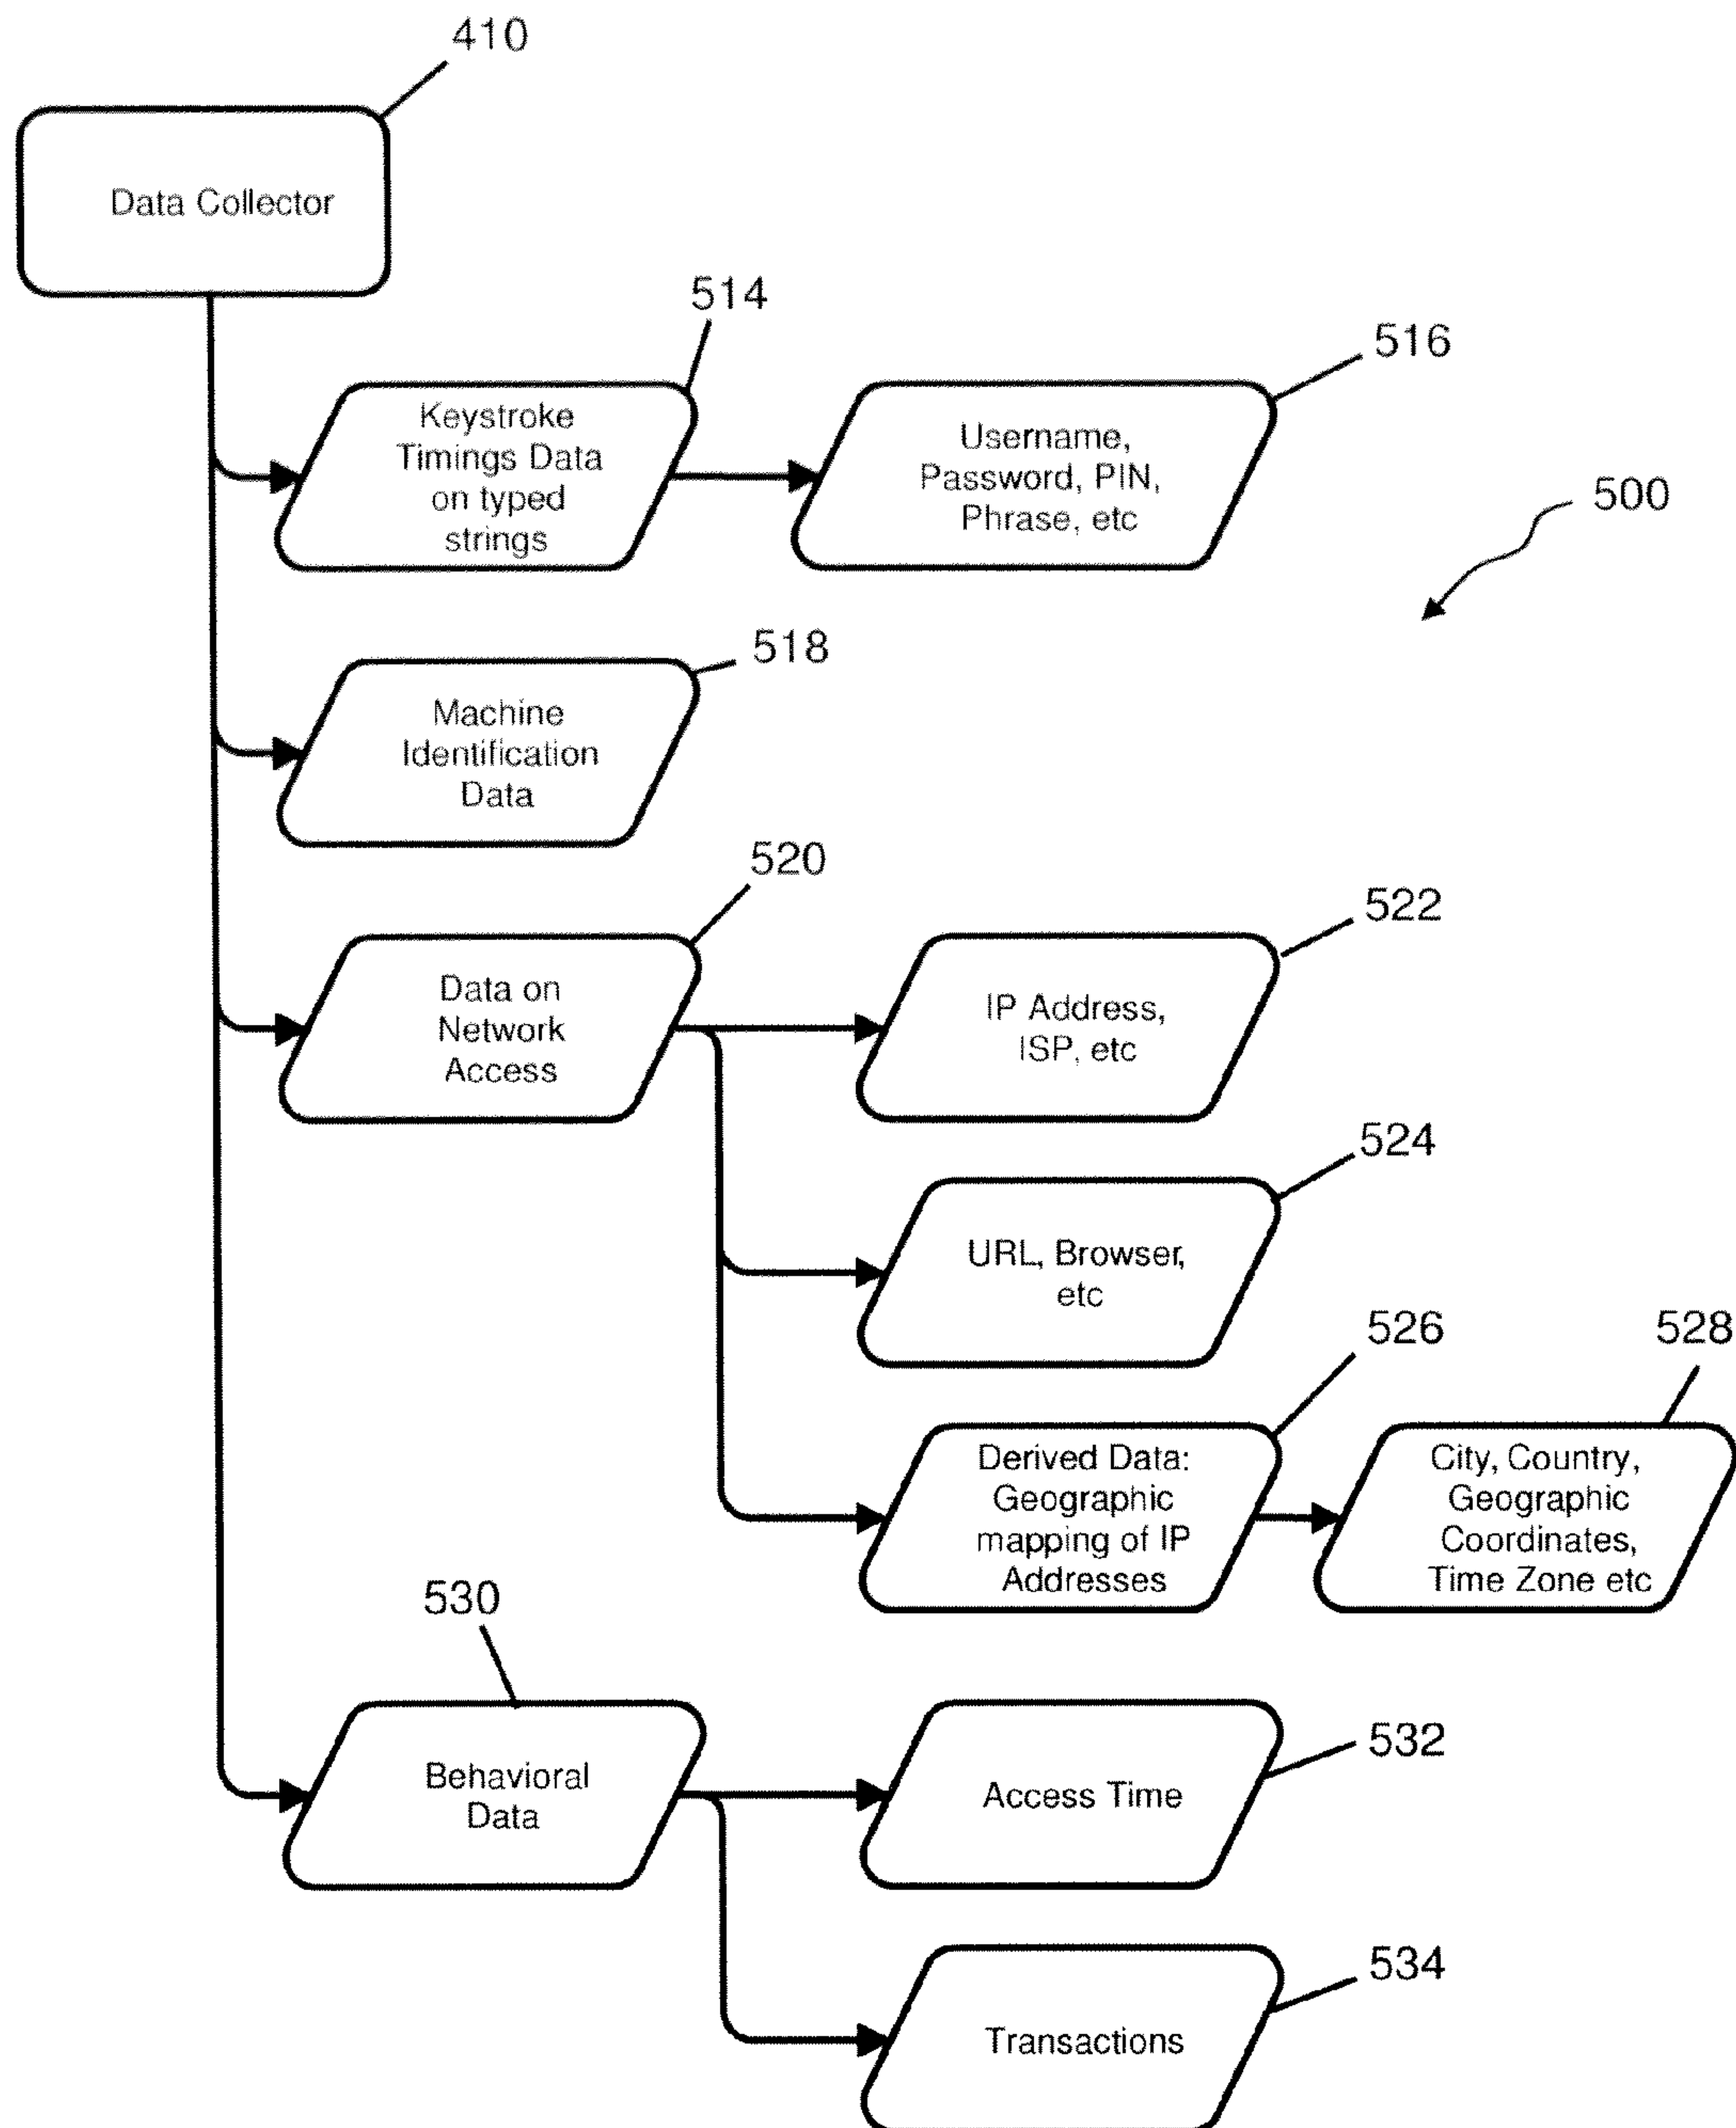 410
Data Collector
514
Keystroke
Timings Data
on typed
strings
516
Username,
Password, PIN,
Phrase, etc
500
518
Machine
Identification
Data
520
Data on
Network
Access
522
IP Address,
ISP, etc
524
URL, Browser,
etc
526
Derived Data:
Geographic
mapping of IP
Addresses
528
City, Country,
Geographic
Coordinates,
Time Zone etc
530
Behavioral
Data
532
Access Time
534
Transactions